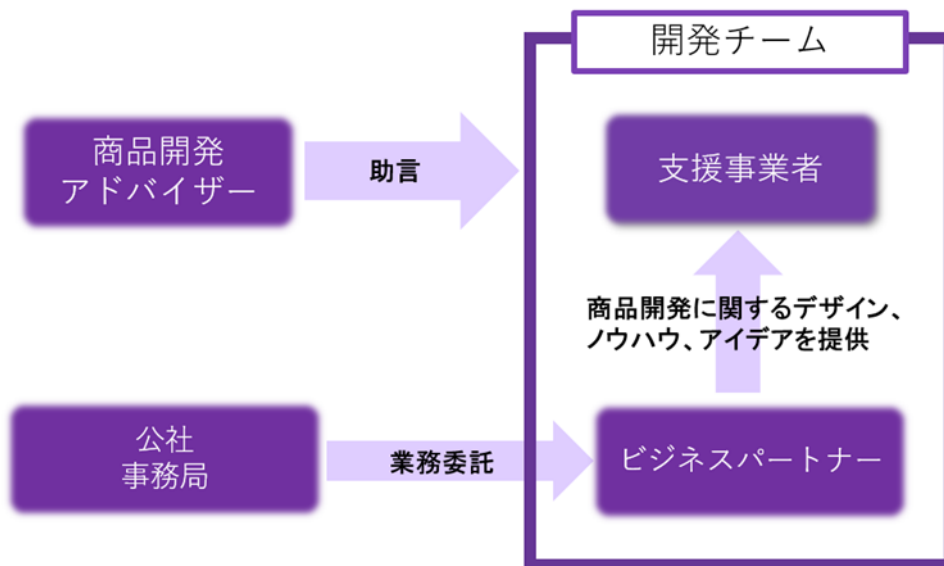 開発チーム
商品開発
アドバイザー
助言
支援事業者
商品開発に関するデザイン、
ノウハウ、アイデアを提供
公社
事務局
業務委託
ビジネスパートナー